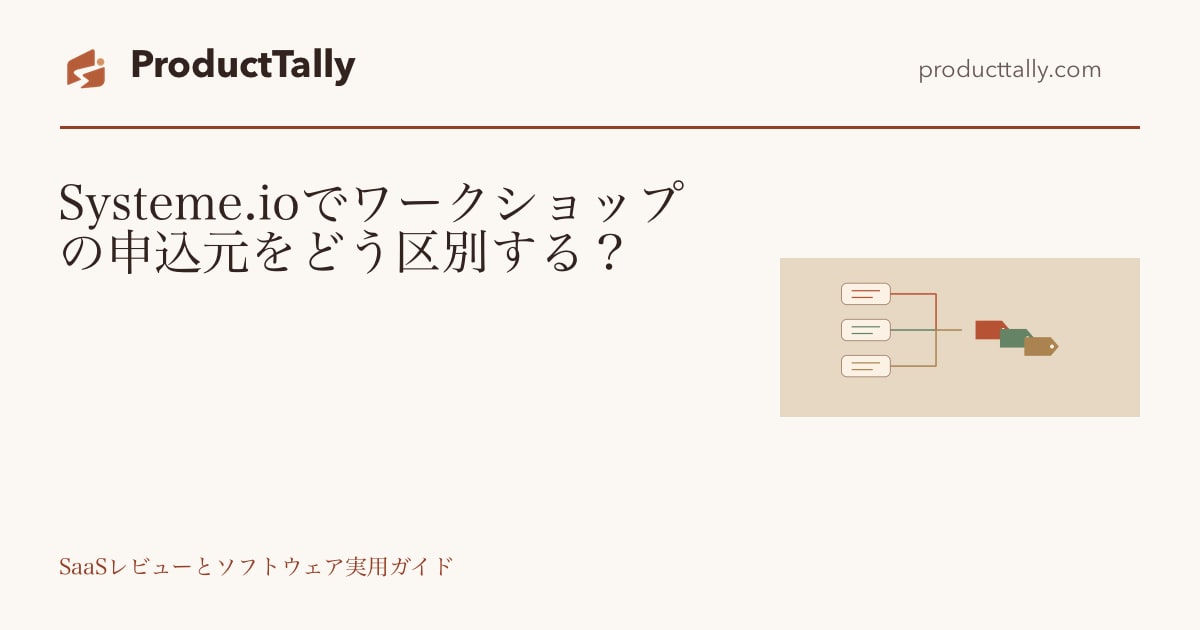 ProductTally
producttally.com
Systeme.ioでワークショップ
の申込元をどう区別する？
SaaSレビューとソフトウェア実用ガイド